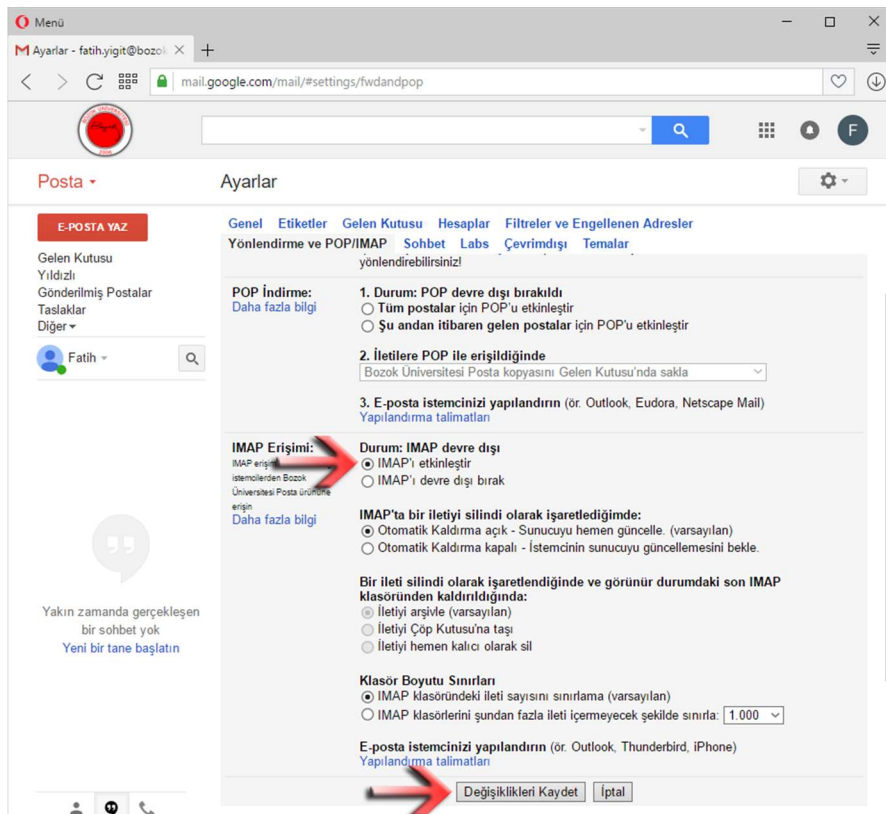 Menü
Ayarlar - fatih.yigit@bozok
mail.google.com/mail/#settings/fwdandpop
F
Posta
Ayarlar
E-POSTA YAZ
Gelen Kutusu
Yıldızlı
Gönderilmiş Postalar
Taslaklar
Diğer
Fatih
Yakın zamanda gerçekleşen
bir sohbet yok
Yeni bir tane başlatın
Genel Etiketler Gelen Kutusu Hesaplar Filtreler ve Engellenen Adresler
Yönlendirme ve POP/IMAP Sohbet Labs Çevrimdışı Temalar
yönlendirebilirsiniz!
POP İndirme:
Daha fazla bilgi
1. Durum: POP devre dışı bırakıldı
Tüm postalar için POP'u etkinleştir
Şu andan itibaren gelen postalar için POP'u etkinleştir
2. İletilere POP ile erişildiğinde
Bozok Üniversitesi Posta kopyasını Gelen Kutusu'nda sakla
3. E-posta istemcinizi yapılandırın (ör. Outlook, Eudora, Netscape Mail)
Yapılandırma talimatları
IMAP Erişimi:
IMAP
istemcilerden Bozok
Üniversitesi Posta ürününe
erişin
Daha fazla bilgi
Durum: IMAP devre dışı
IMAP'ı etkinleştir
IMAP'ı devre dışı bırak
IMAP'ta bir iletiyi silindi olarak işaretlediğimde:
Otomatik Kaldırma açık - Sunucuyu hemen güncelle. (varsayılan)
Otomatik Kaldırma kapalı - İstemcinin sunucuyu güncellemesini bekle.
Bir ileti silindi olarak işaretlendiğinde ve görünür durumdaki son IMAP
klasöründen kaldırıldığında:
İletiyi arşivle (varsayılan)
İletiyi Çöp Kutusu'na taşı
İletiyi hemen kalıcı olarak sil
Klasör Boyutu Sınırları
IMAP klasöründeki ileti sayısını sınırlama (varsayılan)
IMAP klasörlerini şundan fazla ileti içermeyecek şekilde sınırla: 1.000
E-posta istemcinizi yapılandırın (ör. Outlook, Thunderbird, iPhone)
Yapılandırma talimatları
Değişiklikleri Kaydet İptal